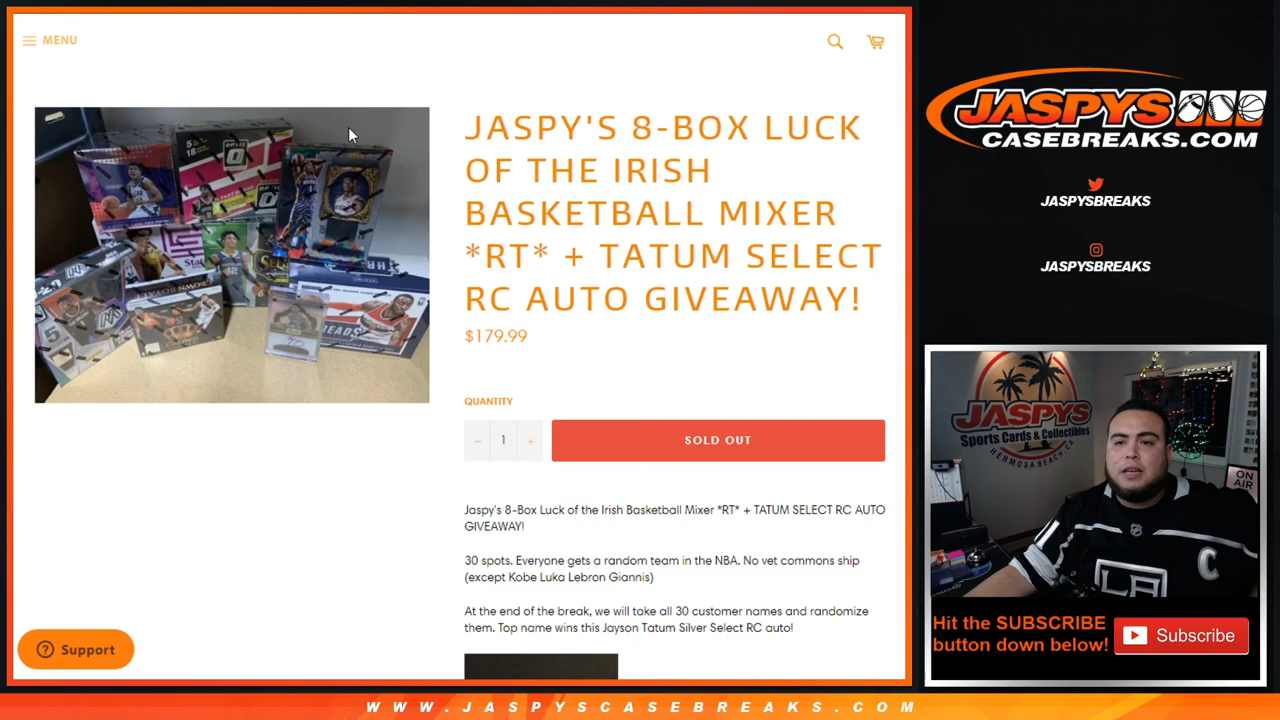 MENU
JASPY'S 8-BOX LUCK
OF THE IRISH
BASKETBALL MIXER
*RT* + TATUM SELECT
RC AUTO GIVEAWAY!
$179.99
QUANTITY
− 1 +
SOLD OUT
Jaspy's 8-Box Luck of the Irish Basketball Mixer *RT* + TATUM SELECT RC AUTO
GIVEAWAY!
30 spots. Everyone gets a random team in the NBA. No vet commons ship
(except Kobe Luka Lebron Giannis)
At the end of the break, we will take all 30 customer names and randomize
them. Top name wins this Jayson Tatum Silver Select RC auto!
Support
JASPYS
CASEBREAKS.COM
JASPYSBREAKS
JASPYSBREAKS
JASPYS
Sports Cards & Collectibles
HERMOSA BEACH, CA
ON
AIR
C
LA
Hit the SUBSCRIBE
button down below!
Subscribe
WWW.JASPYSCASEBREAKS.COM